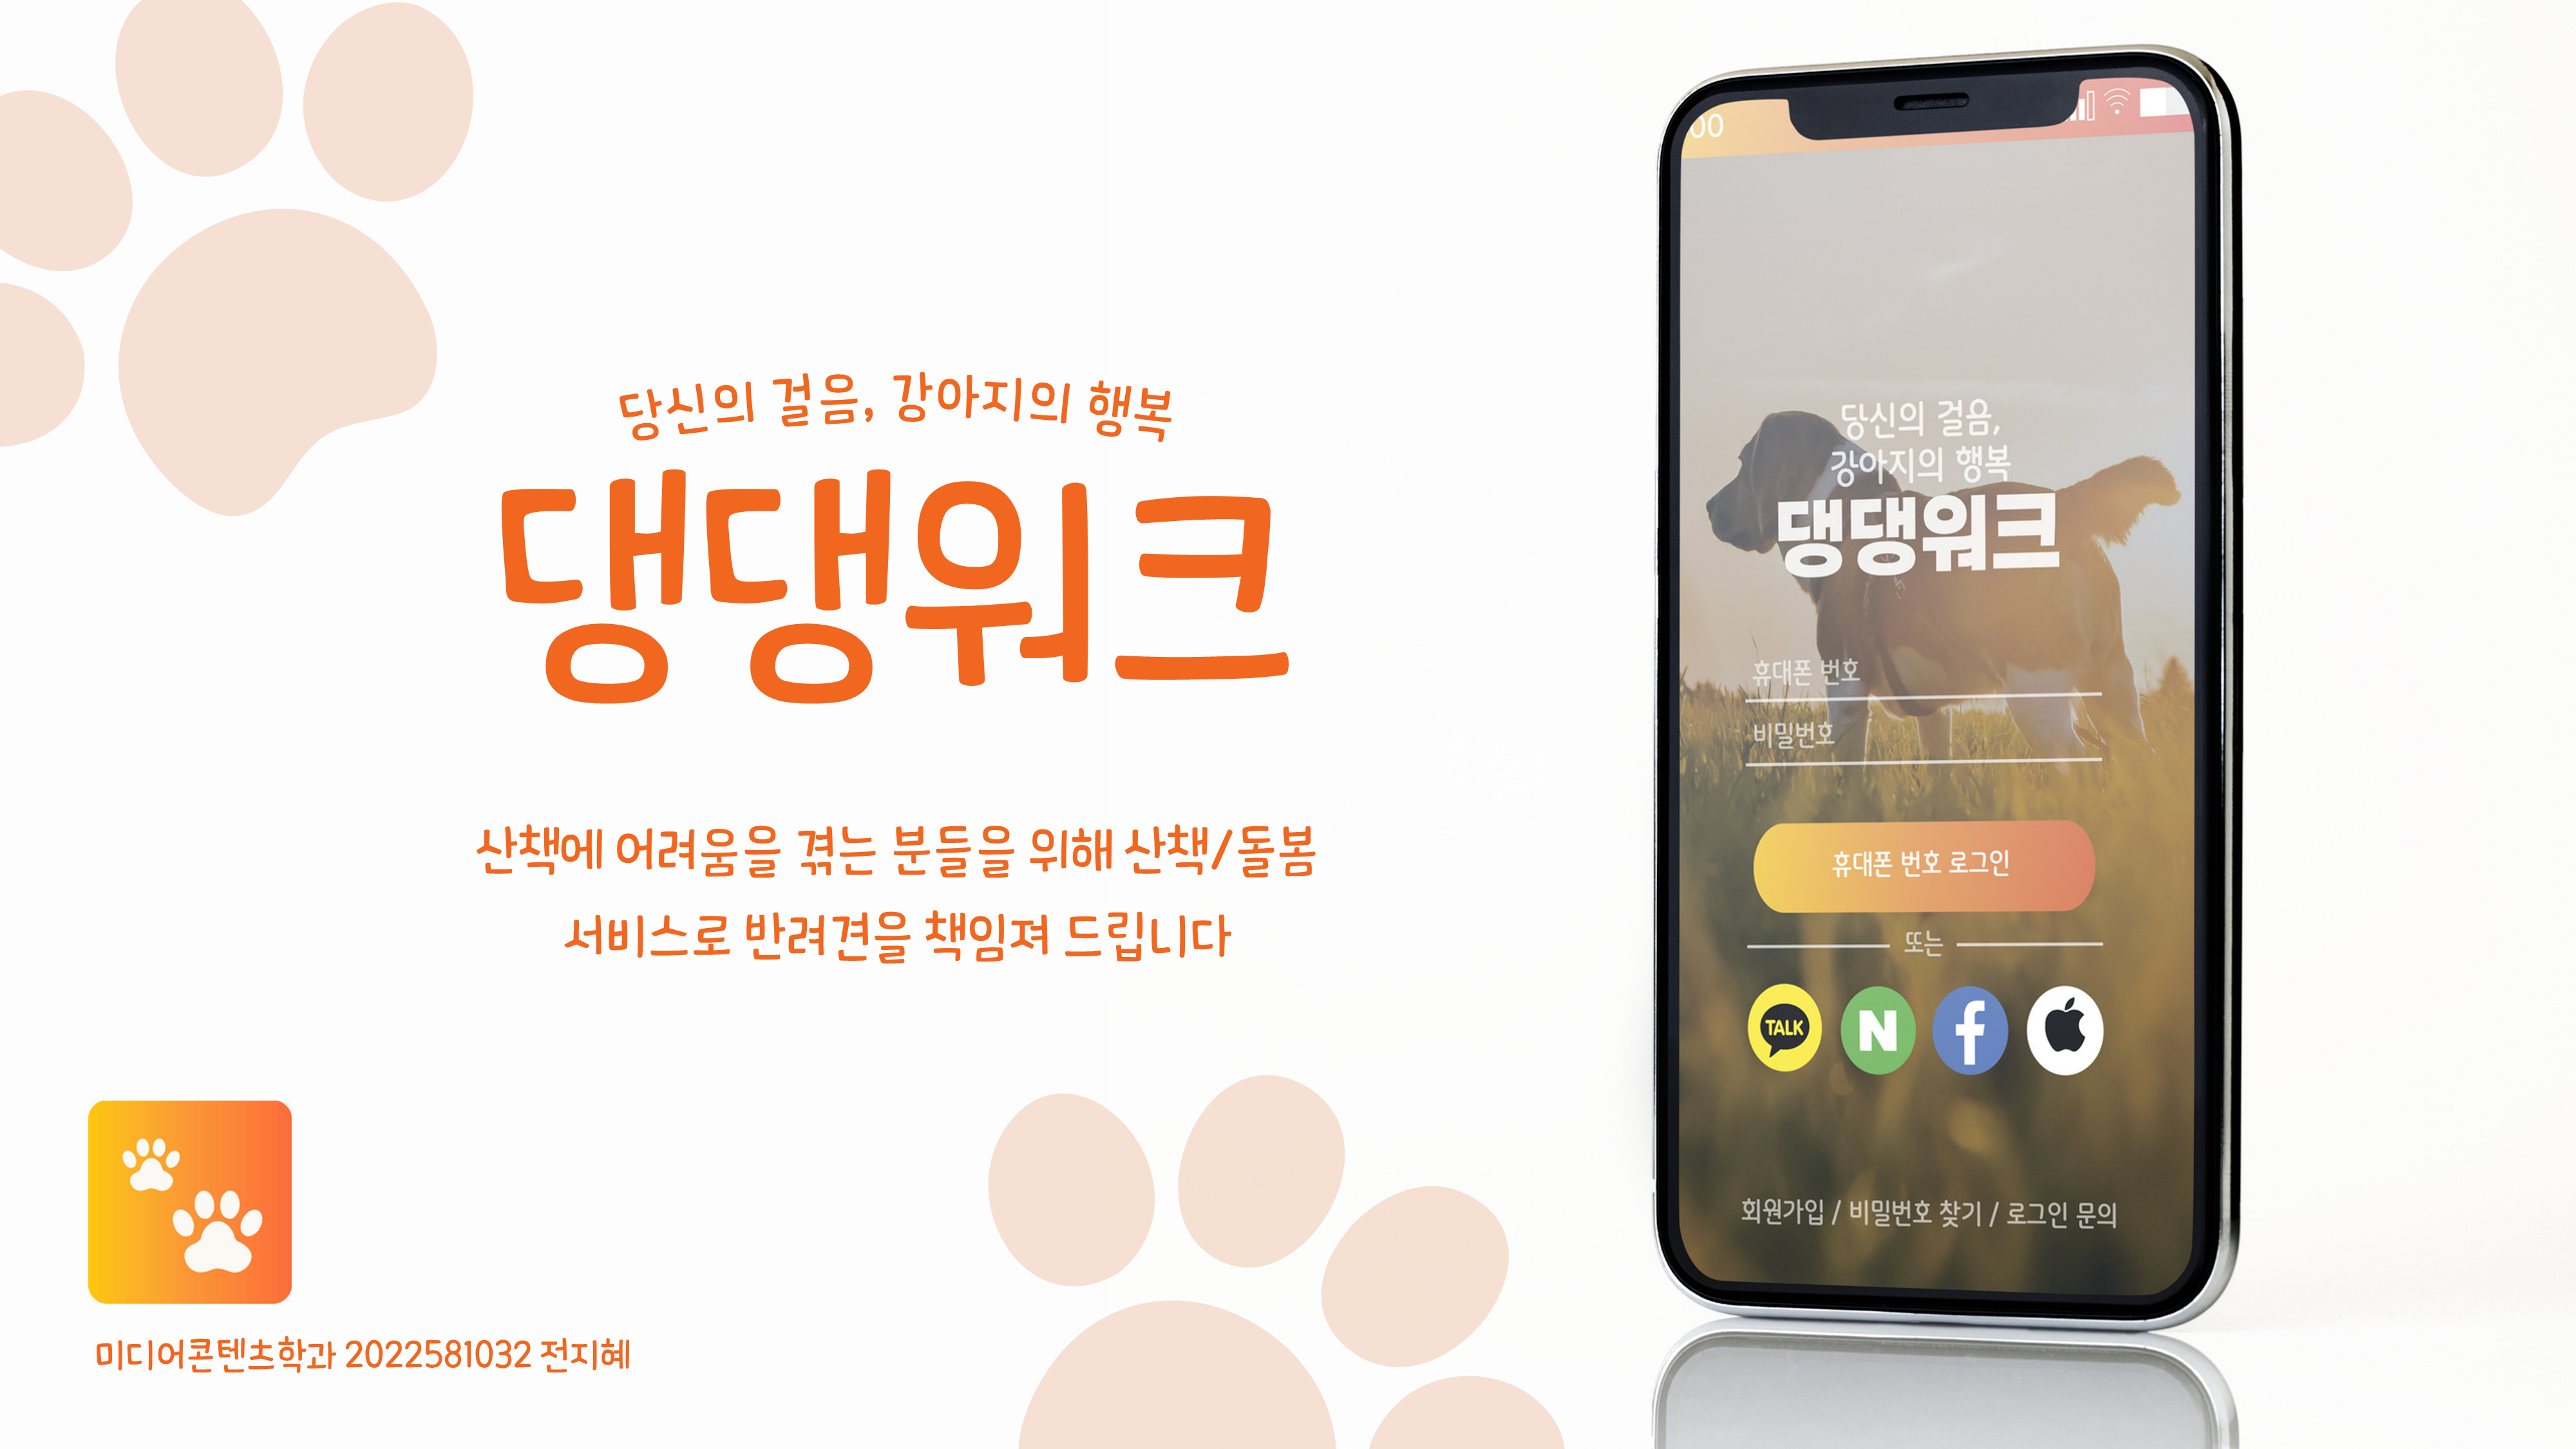 당신의 걸음, 강아지의 행복
댕댕워크
산책에 어려움을 겪는 분들을 위해 산책/돌봄
서비스로 반려견을 책임져 드립니다
미디어콘텐츠학과 2022581032 전지혜
00
당신의 걸음,
강아지의 행복
댕댕워크
휴대폰 번호
비밀번호
휴대폰 번호 로그인
또는
TALK
N
f
회원가입 / 비밀번호 찾기 / 로그인 문의